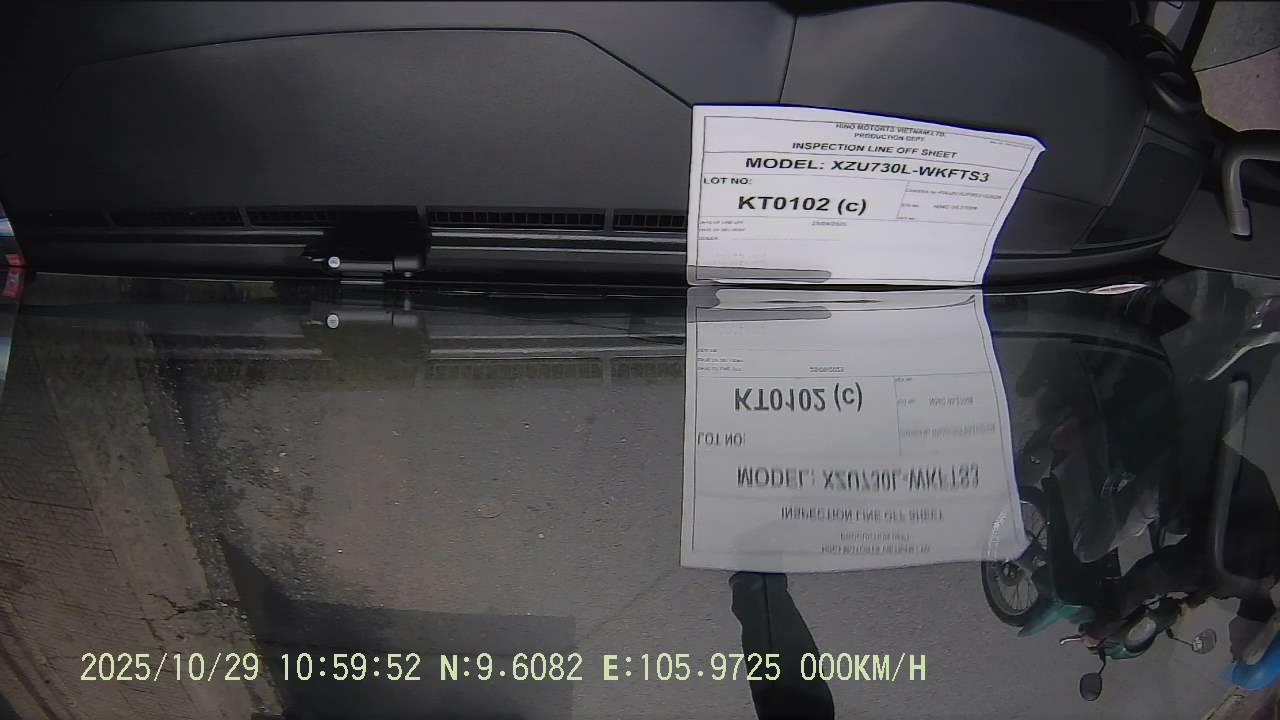 HINO MOTORTS VIETNAM.LTD.
PRODUCTION DEPT.
INSPECTION LINE OFF SHEET
MODEL: XZU730L-WKFTS3
LOT NO:
KT0102 (c)
2025/10/29 10:59:52 N:9.6082 E:105.9725 000KM/H